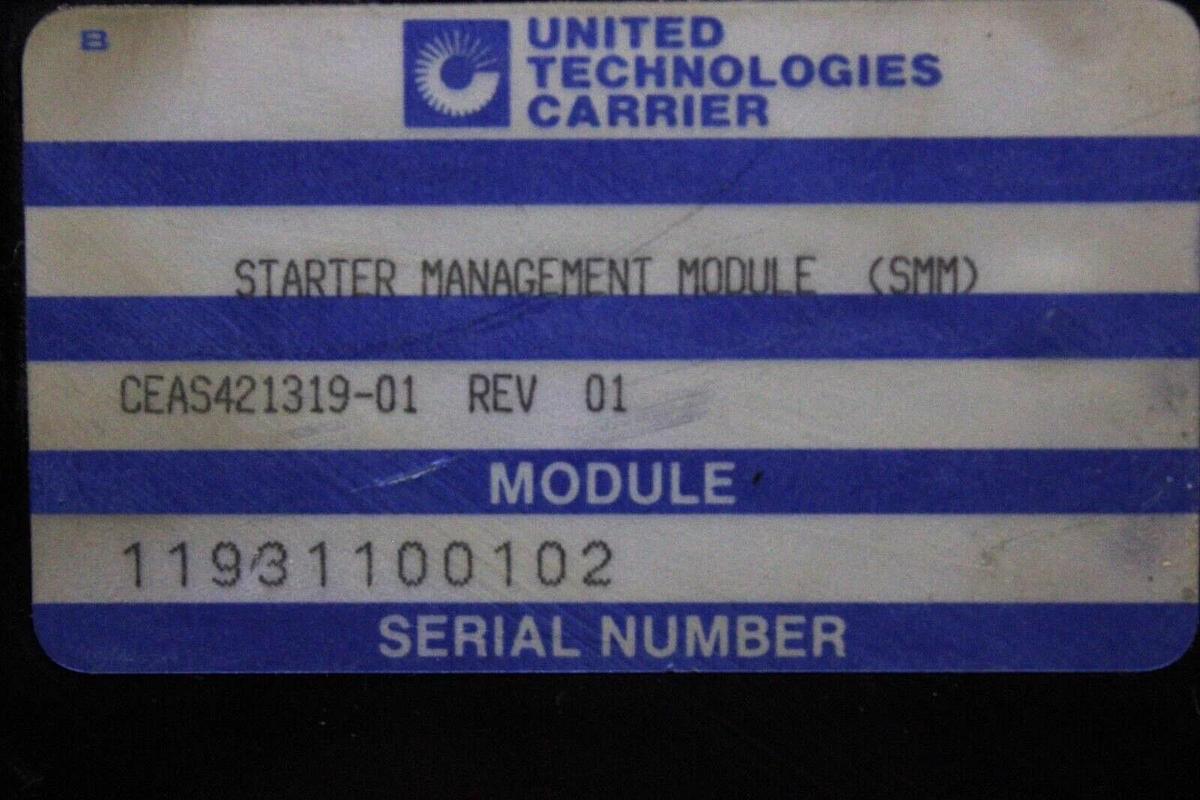 B
UNITED
TECHNOLOGIES
CARRIER
STARTER MANAGEMENT MODULE (SMM)
CEAS421319-01 REV 01
MODULE
11931100102
SERIAL NUMBER